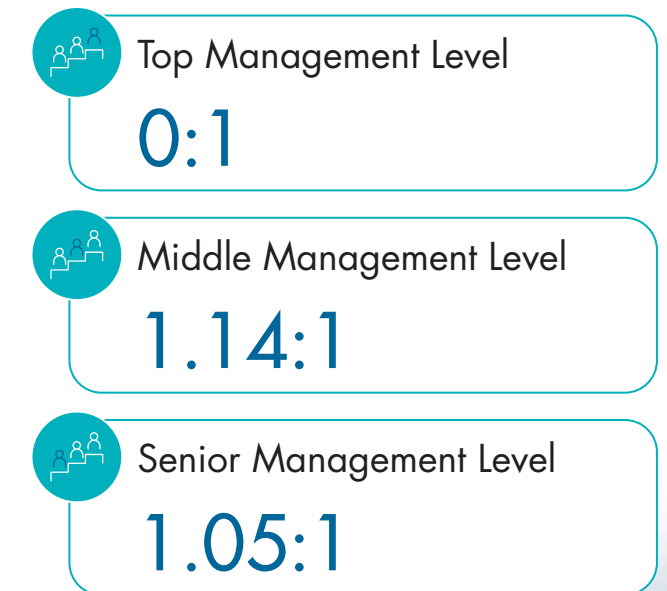 Top Management Level
0:1
Middle Management Level
1.14:1
Senior Management Level
1.05:1